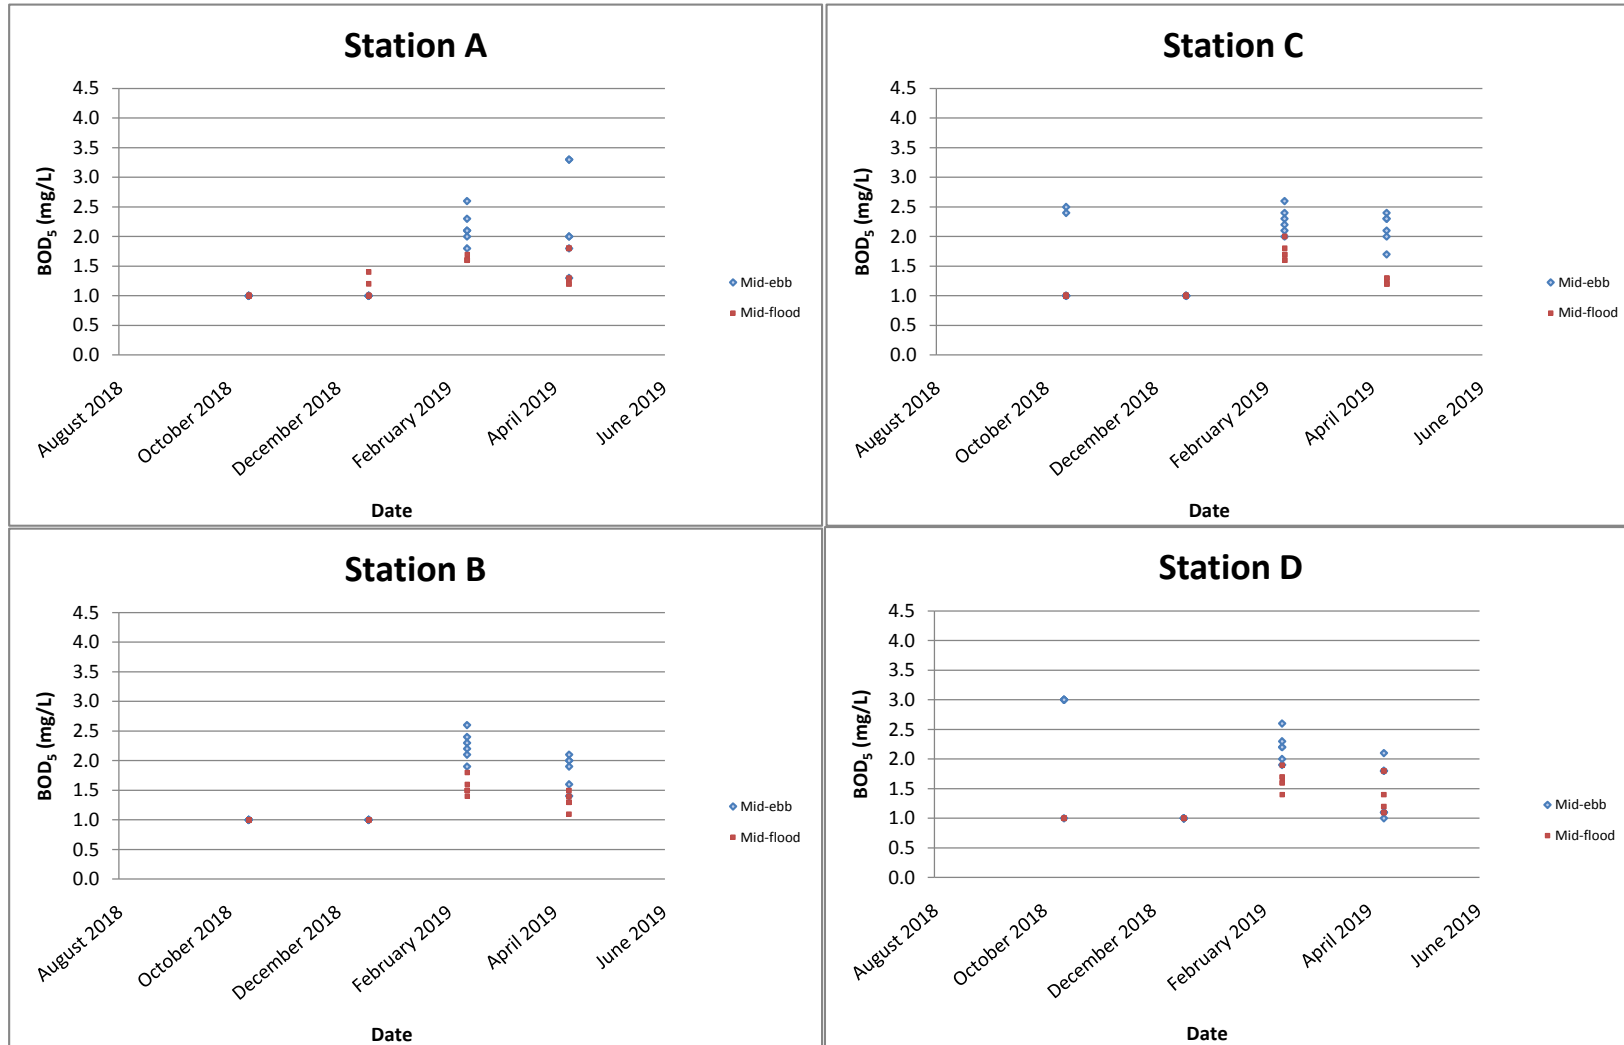 Station A
4.5
4.0
3.5
3.0
2.5
2.0
1.5
1.0
0.5
0.0
BOD5 (mg/L)
August 2018
October 2018
December 2018
February 2019
April 2019
June 2019
Date
Mid-ebb
Mid-flood
Station C
4.5
4.0
3.5
3.0
2.5
2.0
1.5
1.0
0.5
0.0
BOD5 (mg/L)
August 2018
October 2018
December 2018
February 2019
April 2019
June 2019
Date
Mid-ebb
Mid-flood
Station B
4.5
4.0
3.5
3.0
2.5
2.0
1.5
1.0
0.5
0.0
BOD5 (mg/L)
August 2018
October 2018
December 2018
February 2019
April 2019
June 2019
Date
Mid-ebb
Mid-flood
Station D
4.5
4.0
3.5
3.0
2.5
2.0
1.5
1.0
0.5
0.0
BOD5 (mg/L)
August 2018
October 2018
December 2018
February 2019
April 2019
June 2019
Date
Mid-ebb
Mid-flood